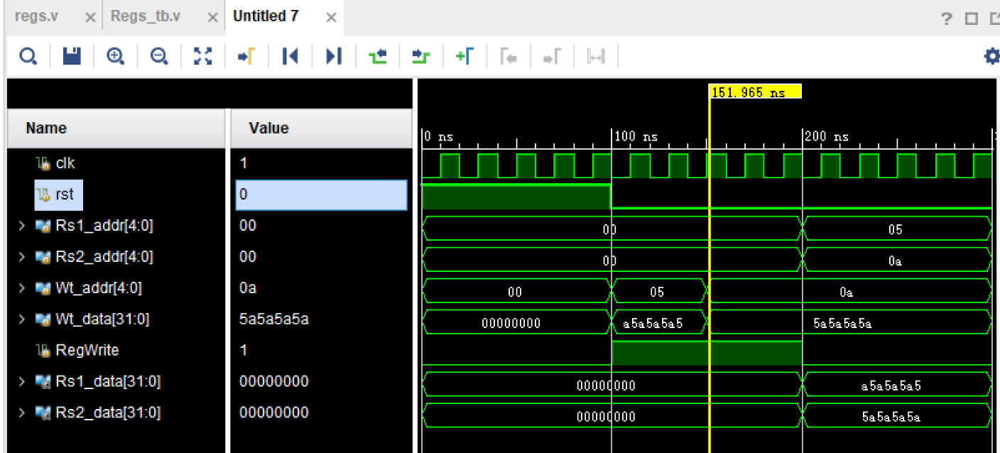 regs.v × Regs_tb.v × Untitled 7 ×
?
151.965 ns
Name Value
0 ns 100 ns 200 ns
clk 1
rst 0
Rs1_addr[4:0] 00 00 05
Rs2_addr[4:0] 00 00 0a
Wt_addr[4:0] 0a 00 05 0a
Wt_data[31:0] 5a5a5a5a 00000000 a5a5a5a5 5a5a5a5a
RegWrite 1
Rs1_data[31:0] 00000000 00000000 a5a5a5a5
Rs2_data[31:0] 00000000 00000000 5a5a5a5a